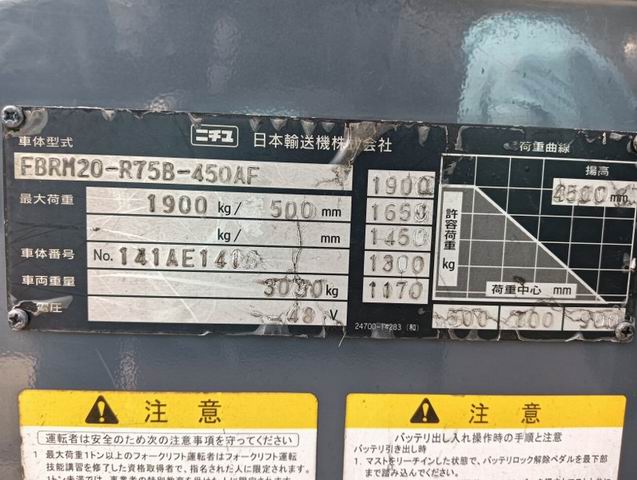 ニチユ 日本輸送機株式会社
車体型式
FBRM20-R75B-450AF
最大荷重 1900 kg/ 500 mm
kg/ mm
車体番号 No. 141AE141
車両重量 kg
電圧 48 V
1900
1650
1450
1300
1170
24700-14283 (和)
荷重曲線
揚高
4500 mm
許容荷重 kg
荷重中心 mm
500 700
注意
運転者は安全のため次の注意事項を守ってください
1 最大荷重1トン以上のフォークリフト運転者はフォークリフト運転
技能講習を修了した資格取得者で、指名された人に限定されます。
注意
バッテリ出し入れ操作時の手順と注意
バッテリ引き出し時
1. マストをリーチインした状態で、バッテリロック解除ペダルを最下部
まで踏み込んでください。